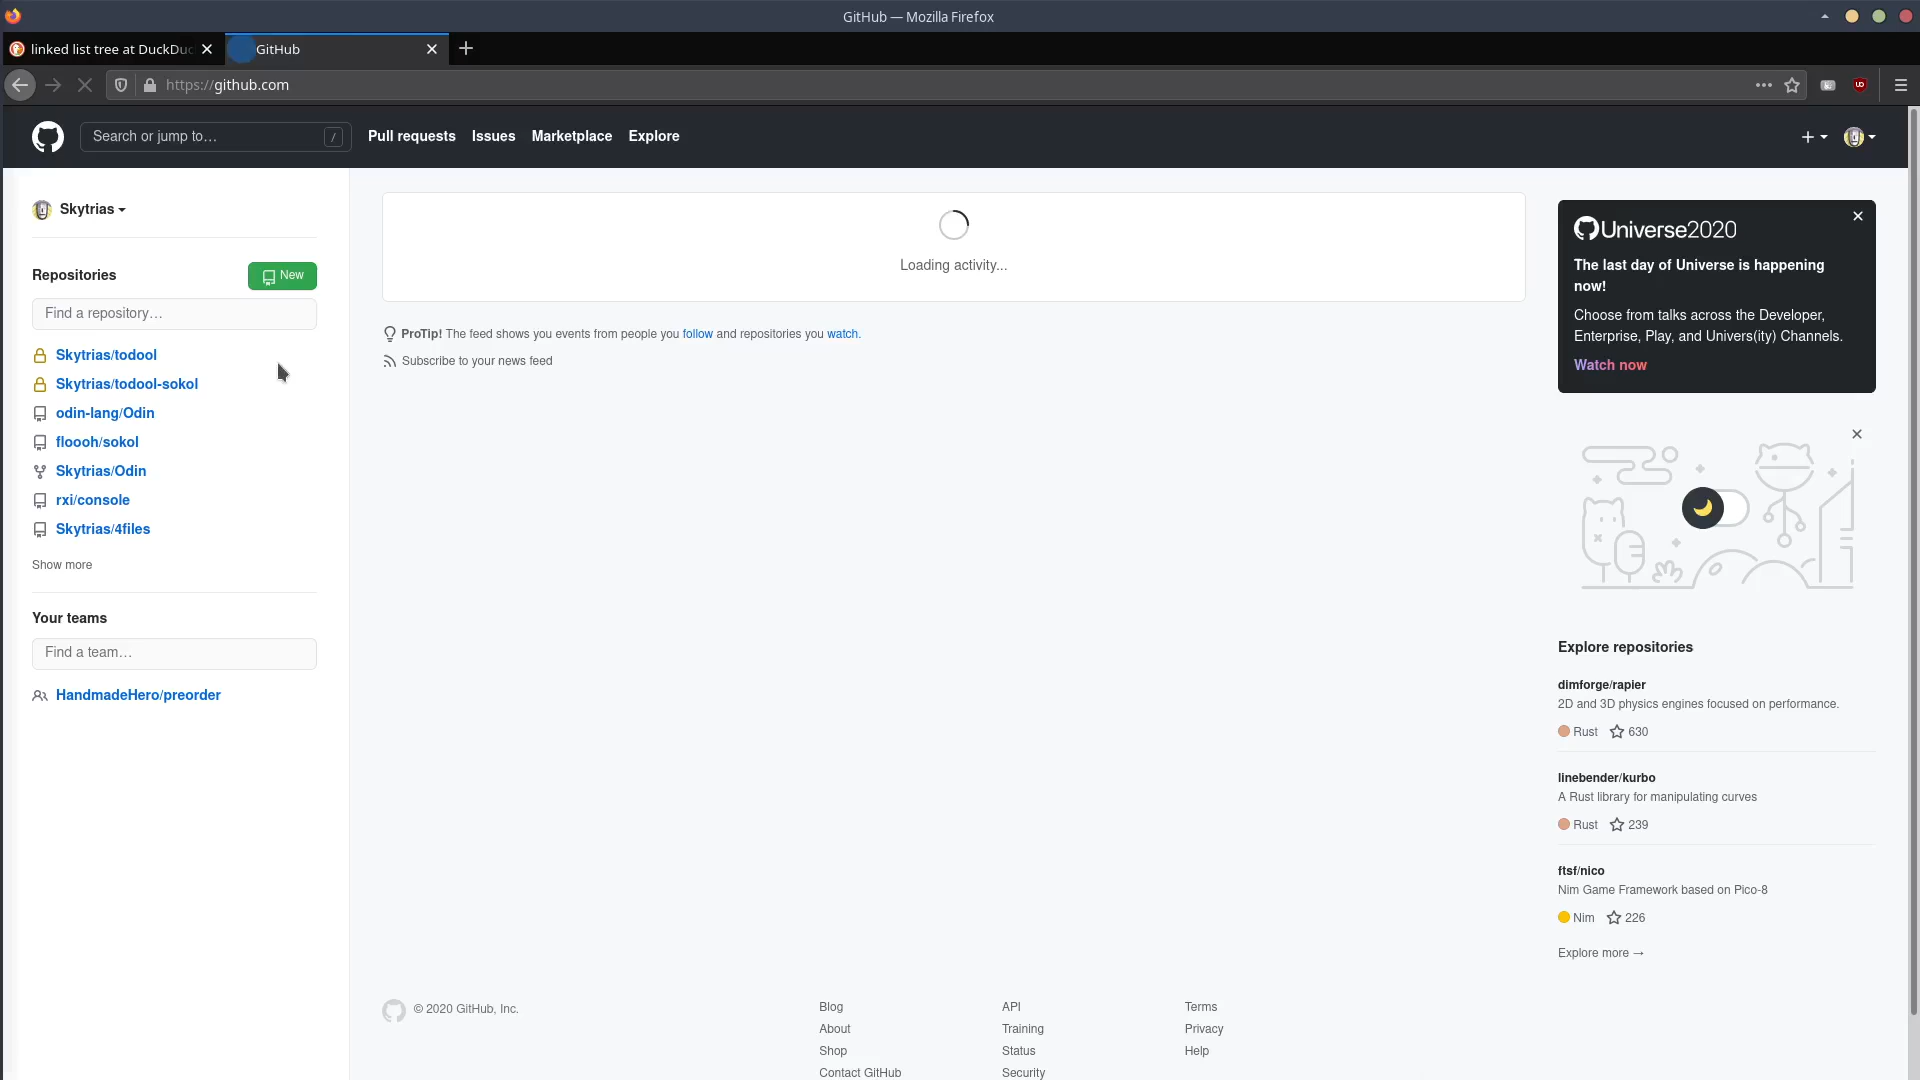 GitHub — Mozilla Firefox
linked list tree at DuckDuc
GitHub
https://github.com
Search or jump to…
/
Pull requests
Issues
Marketplace
Explore
Skytrias
Repositories
New
Find a repository…
Skytrias/todool
Skytrias/todool-sokol
odin-lang/Odin
floooh/sokol
Skytrias/Odin
rxi/console
Skytrias/4files
Show more
Your teams
Find a team…
HandmadeHero/preorder
Loading activity...
ProTip! The feed shows you events from people you follow and repositories you watch.
Subscribe to your news feed
Universe2020
The last day of Universe is happening
now!
Choose from talks across the Developer,
Enterprise, Play, and Univers(ity) Channels.
Watch now
Explore repositories
dimforge/rapier
2D and 3D physics engines focused on performance.
Rust 630
linebender/kurbo
A Rust library for manipulating curves
Rust 239
ftsf/nico
Nim Game Framework based on Pico-8
Nim 226
Explore more →
© 2020 GitHub, Inc.
Blog
About
Shop
Contact GitHub
API
Training
Status
Security
Terms
Privacy
Help